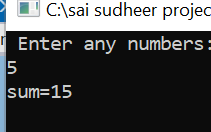 C:\sai sudheer projec
Enter any numbers:
5
sum=15